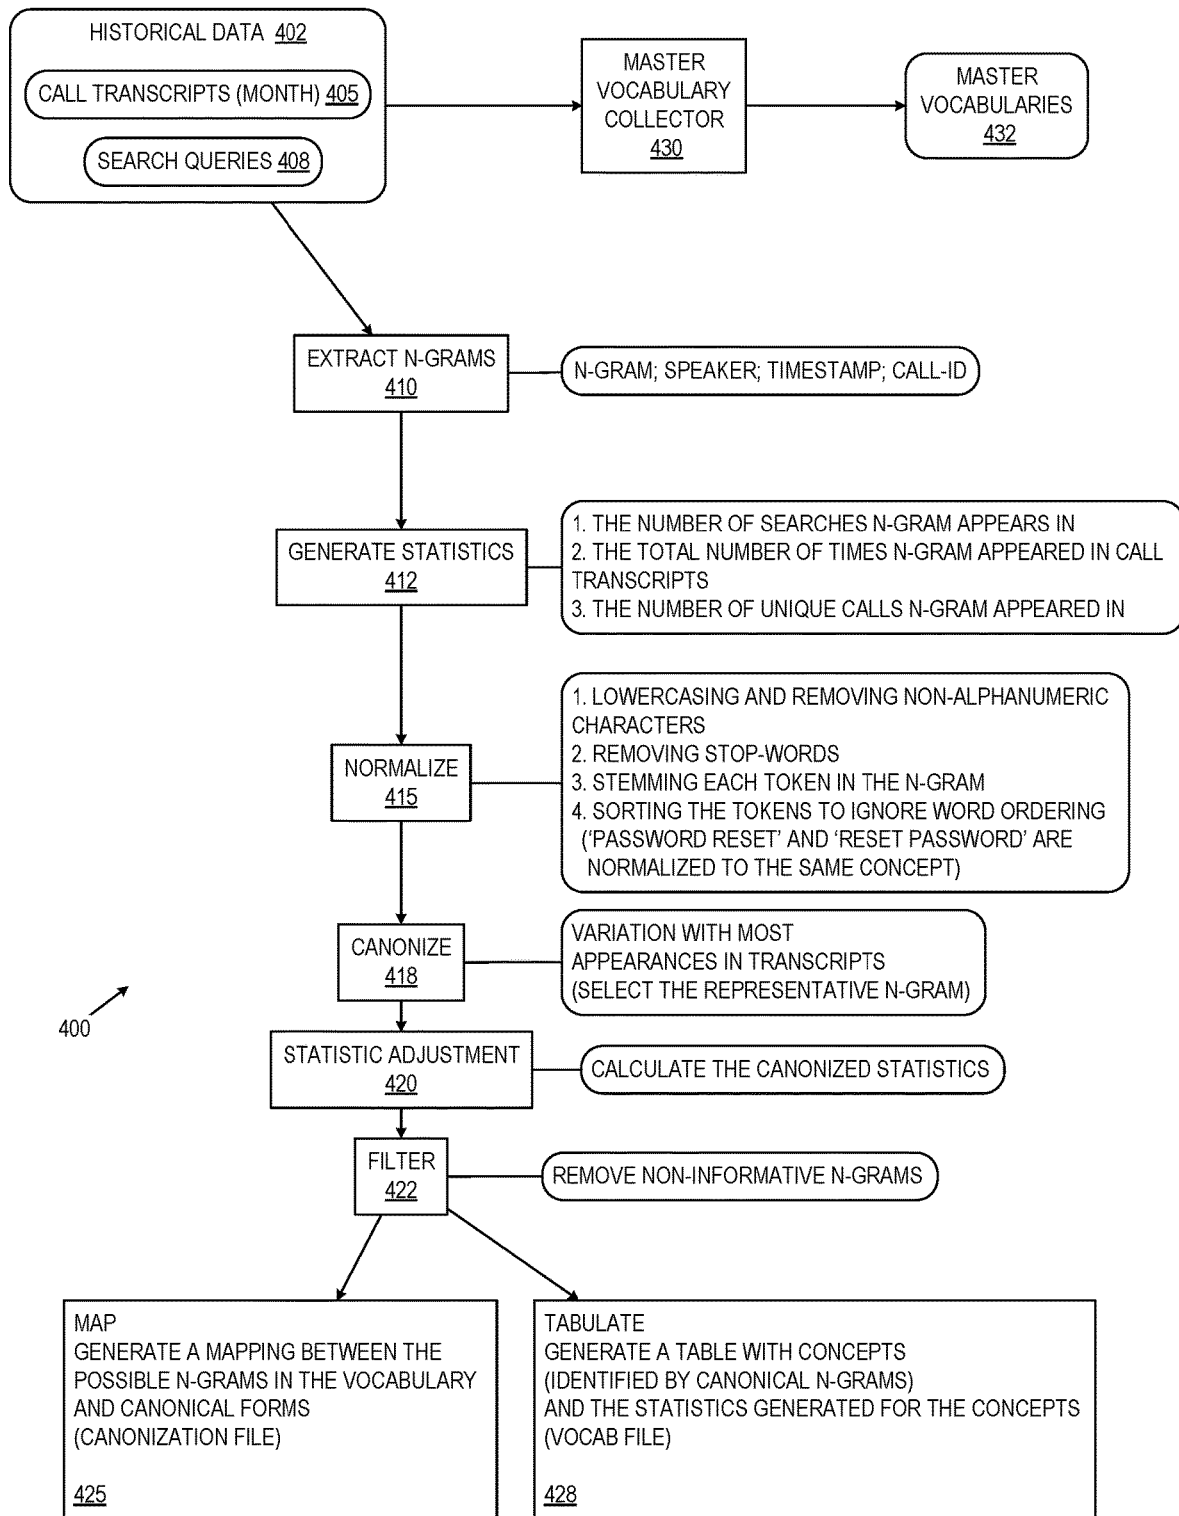 HISTORICAL DATA 402
CALL TRANSCRIPTS (MONTH) 405
SEARCH QUERIES 408
MASTER
VOCABULARY
COLLECTOR
430
MASTER
VOCABULARIES
432
EXTRACT N-GRAMS
410
N-GRAM; SPEAKER; TIMESTAMP; CALL-ID
GENERATE STATISTICS
412
1. THE NUMBER OF SEARCHES N-GRAM APPEARS IN
2. THE TOTAL NUMBER OF TIMES N-GRAM APPEARED IN CALL
TRANSCRIPTS
3. THE NUMBER OF UNIQUE CALLS N-GRAM APPEARED IN
NORMALIZE
415
1. LOWERCASING AND REMOVING NON-ALPHANUMERIC
CHARACTERS
2. REMOVING STOP-WORDS
3. STEMMING EACH TOKEN IN THE N-GRAM
4. SORTING THE TOKENS TO IGNORE WORD ORDERING
('PASSWORD RESET' AND 'RESET PASSWORD' ARE
NORMALIZED TO THE SAME CONCEPT)
CANONIZE
418
VARIATION WITH MOST
APPEARANCES IN TRANSCRIPTS
(SELECT THE REPRESENTATIVE N-GRAM)
400
STATISTIC ADJUSTMENT
420
CALCULATE THE CANONIZED STATISTICS
FILTER
422
REMOVE NON-INFORMATIVE N-GRAMS
MAP
GENERATE A MAPPING BETWEEN THE
POSSIBLE N-GRAMS IN THE VOCABULARY
AND CANONICAL FORMS
(CANONIZATION FILE)
425
TABULATE
GENERATE A TABLE WITH CONCEPTS
(IDENTIFIED BY CANONICAL N-GRAMS)
AND THE STATISTICS GENERATED FOR THE CONCEPTS
(VOCAB FILE)
428